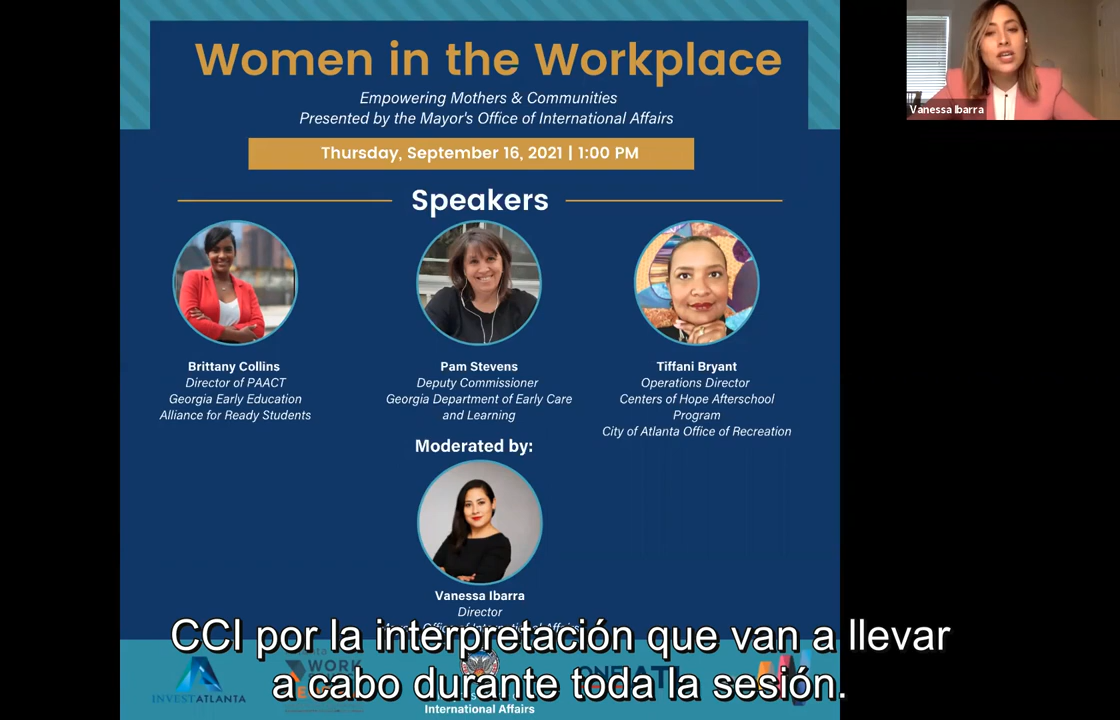 Women in the Workplace
Empowering Mothers & Communities
Presented by the Mayor's Office of International Affairs
Thursday, September 16, 2021 | 1:00 PM
Vanessa Ibarra
Speakers
Brittany Collins
Director of PAACT
Georgia Early Education
Alliance for Ready Students
Pam Stevens
Deputy Commissioner
Georgia Department of Early Care
and Learning
Tiffani Bryant
Operations Director
Centers of Hope Afterschool
Program
City of Atlanta Office of Recreation
Moderated by:
Vanessa Ibarra
Director
CCI por la interpretación que van a llevar
a cabo durante toda la sesión.
INVEST ATLANTA
WORK
International Affairs